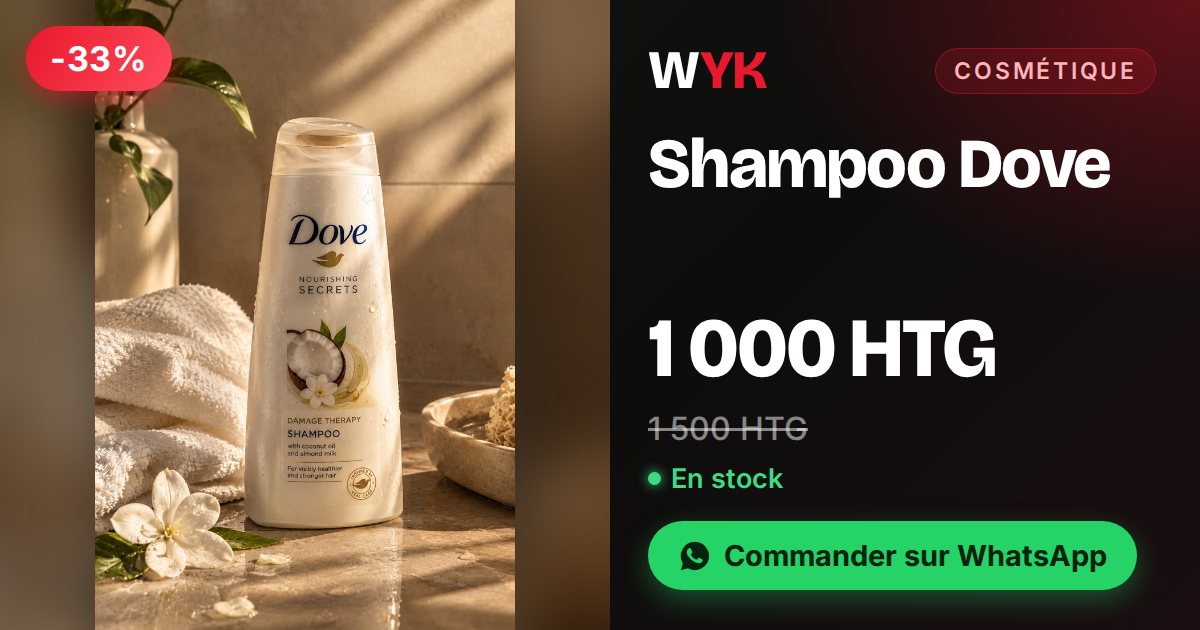 -33%
WYK
COSMÉTIQUE
Shampoo Dove
1 000 HTG
1 500 HTG
En stock
Commander sur WhatsApp
Dove
NOURISHING
SECRETS
DAMAGE THERAPY
SHAMPOO
with coconut oil
and almond milk
For visibly healthier
and stronger hair